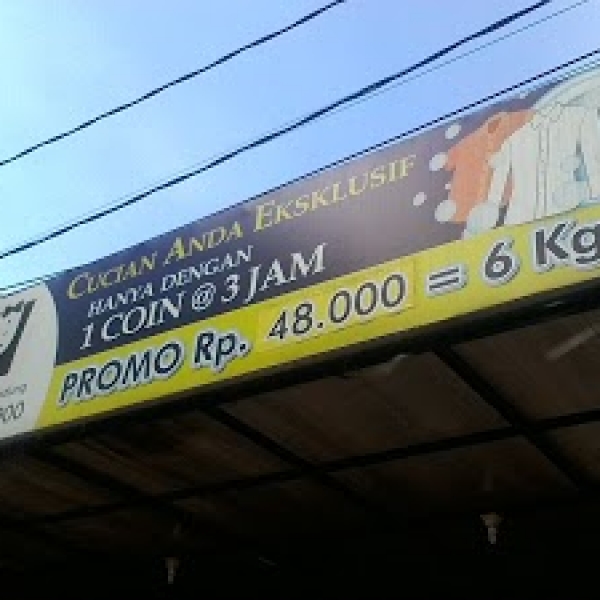 CUCIAN ANDA EKSKLUSIF
HANYA DENGAN
1 COIN @ 3 JAM
PROMO Rp. 48.000 = 6 Kg